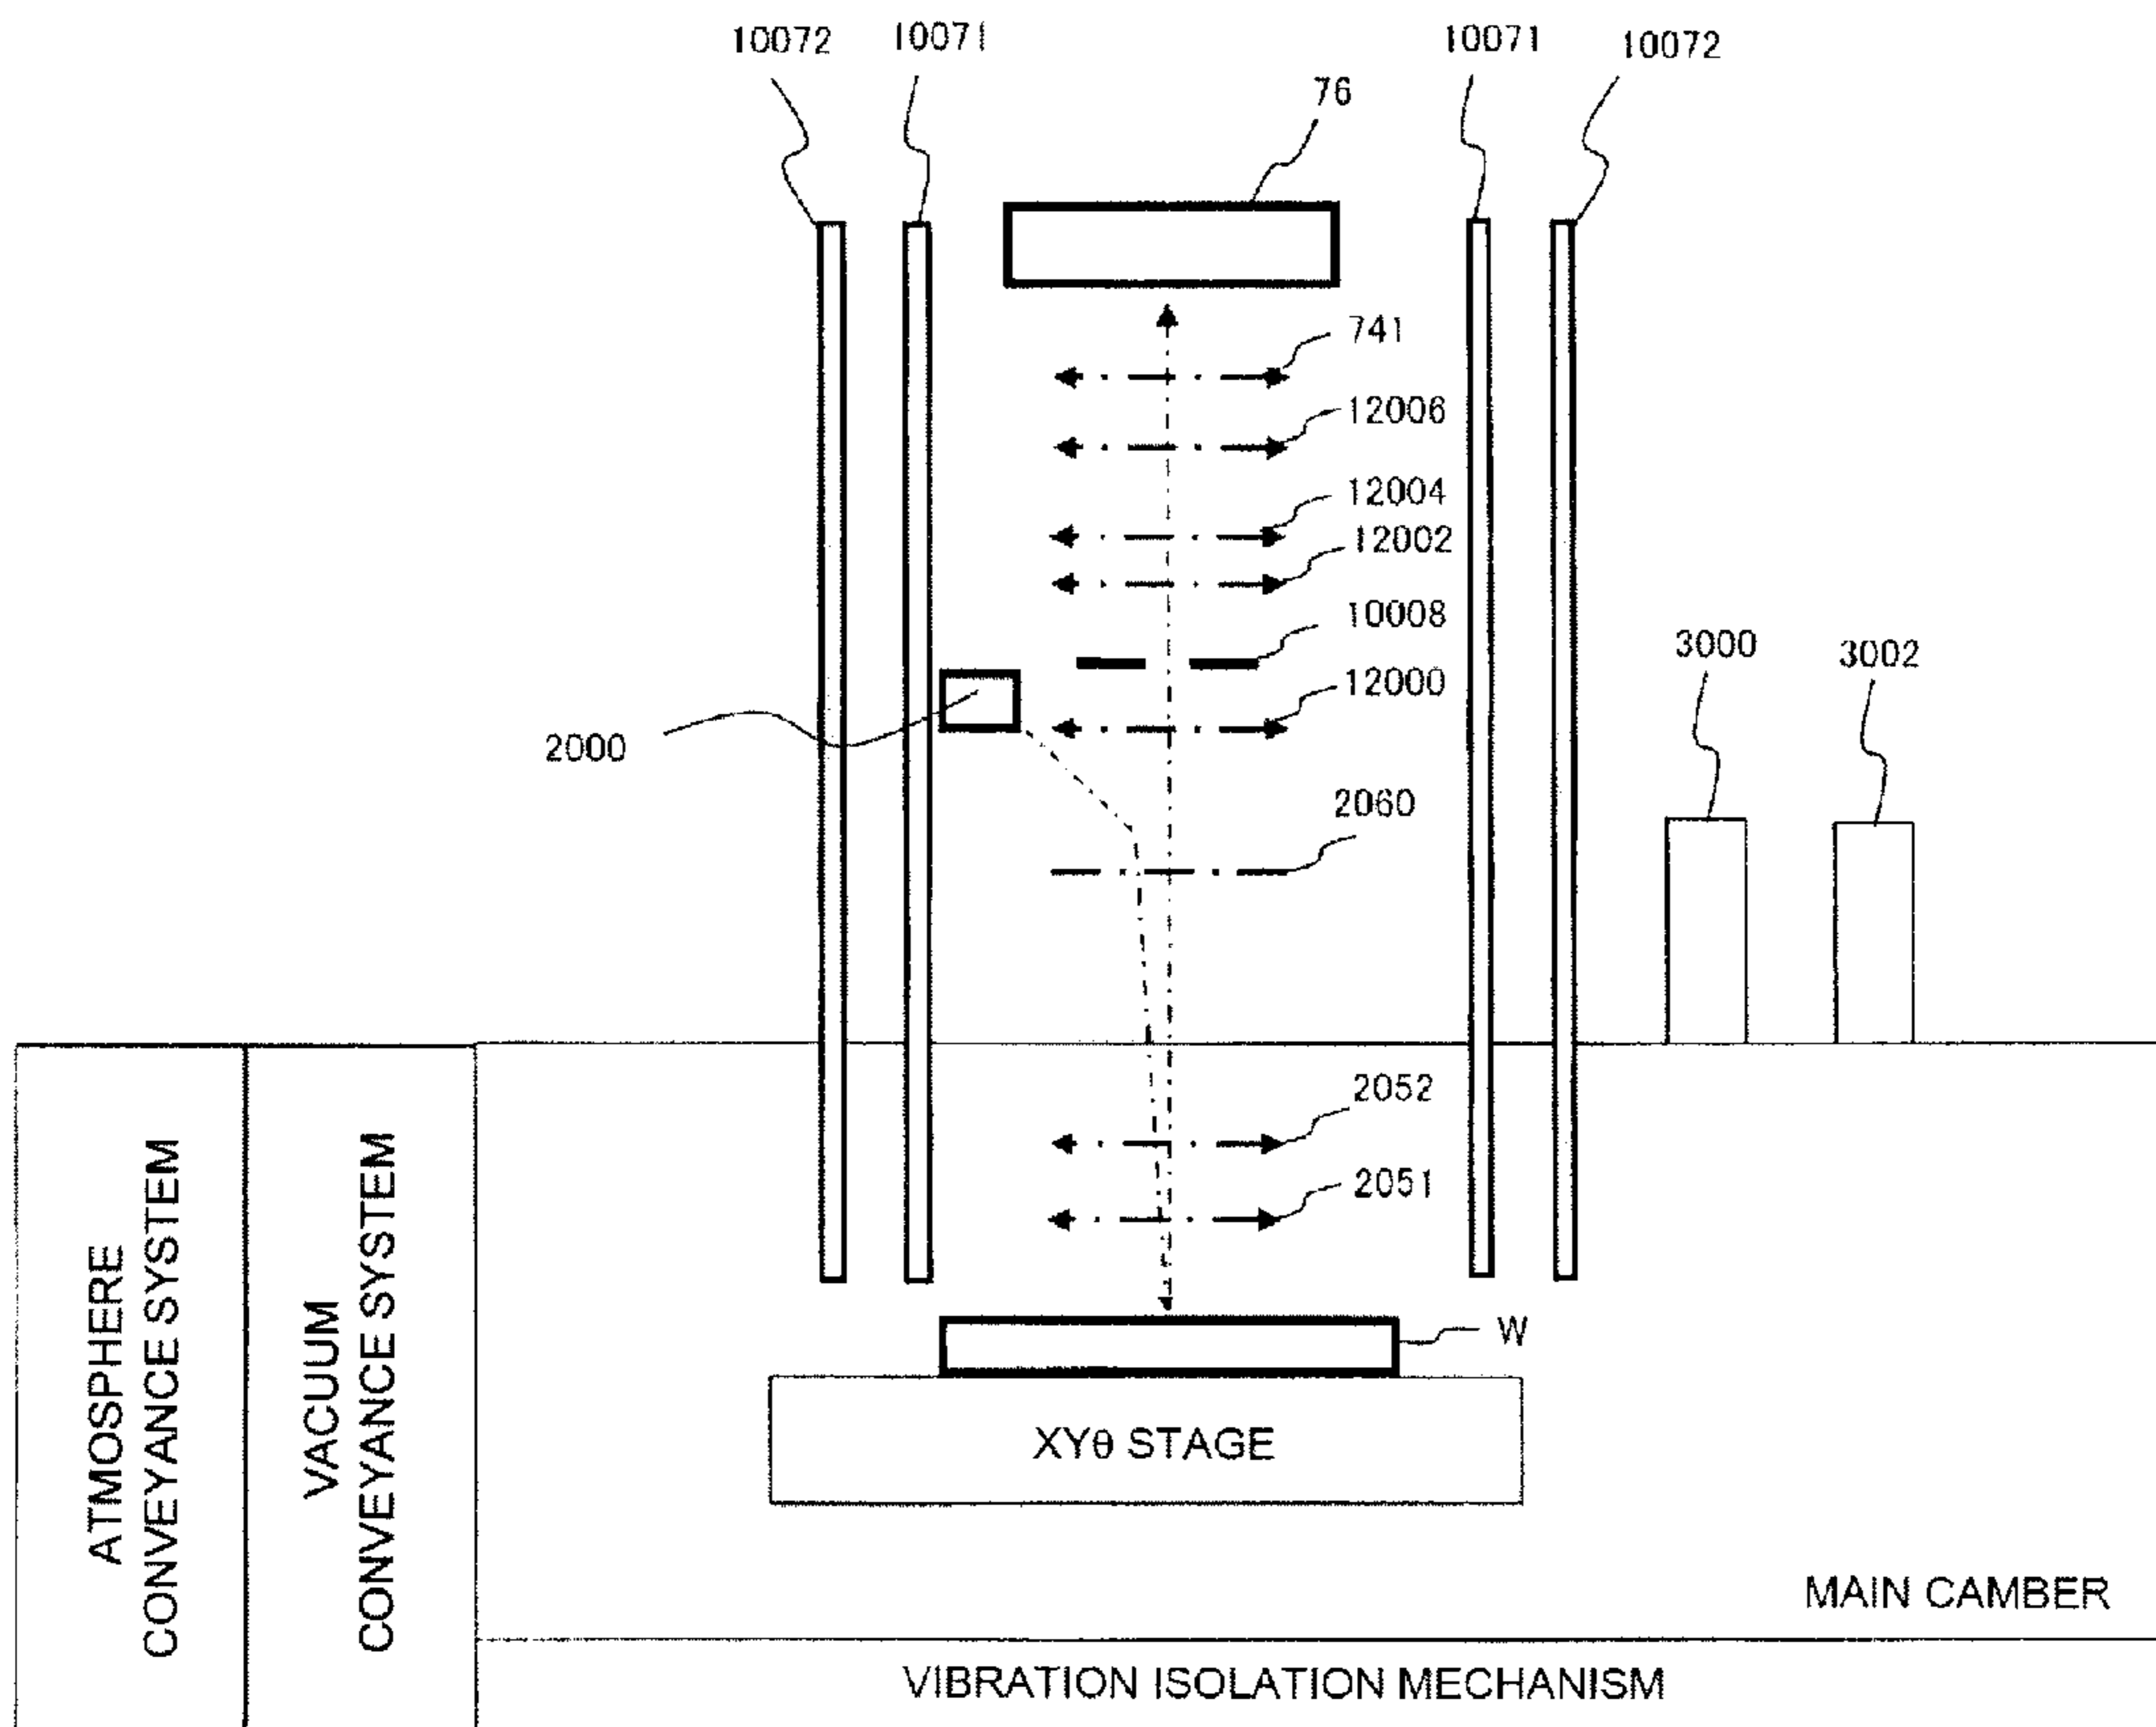 10072
10071
10071
10072
76
741
12006
12004
12002
10008
12000
2000
3000
3002
2060
2052
2051
W
XYθ STAGE
ATMOSPHERE
CONVEYANCE SYSTEM
VACUUM
CONVEYANCE SYSTEM
MAIN CAMBER
VIBRATION ISOLATION MECHANISM